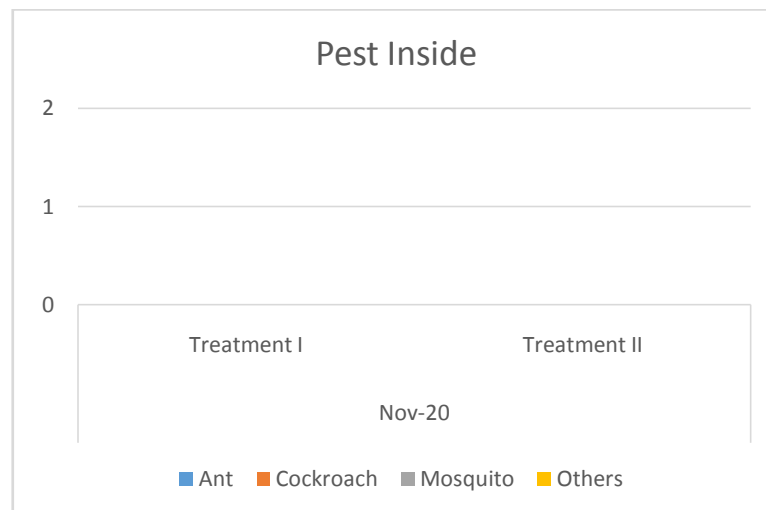 Pest Inside
2
1
0
Treatment I Treatment II
Nov-20
Ant Cockroach Mosquito Others